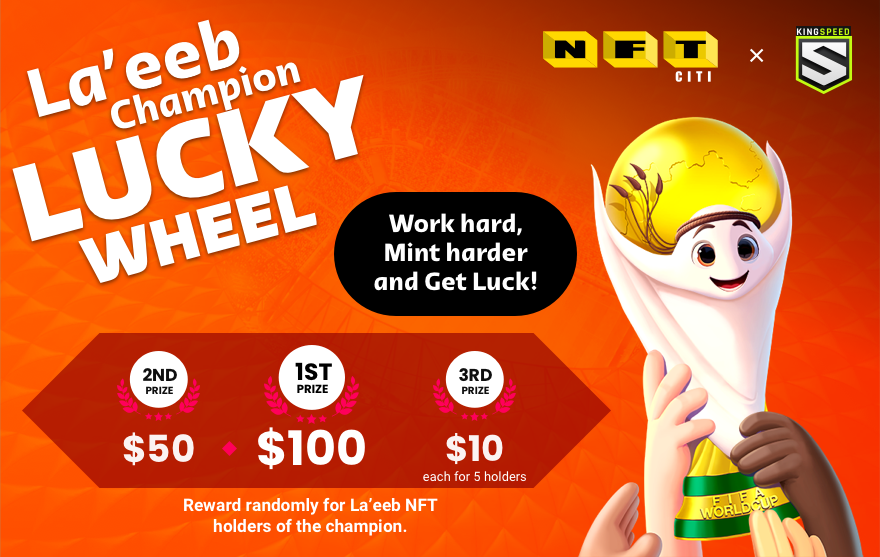 La'eeb
Champion
LUCKY
WHEEL
NFT
CITI
×
KINGSPEED
S
Work hard,
Mint harder
and Get Luck!
2ND
PRIZE
$50
1ST
PRIZE
$100
3RD
PRIZE
$10
each for 5 holders
Reward randomly for La'eeb NFT
holders of the champion.
FIFA
WORLDCUP